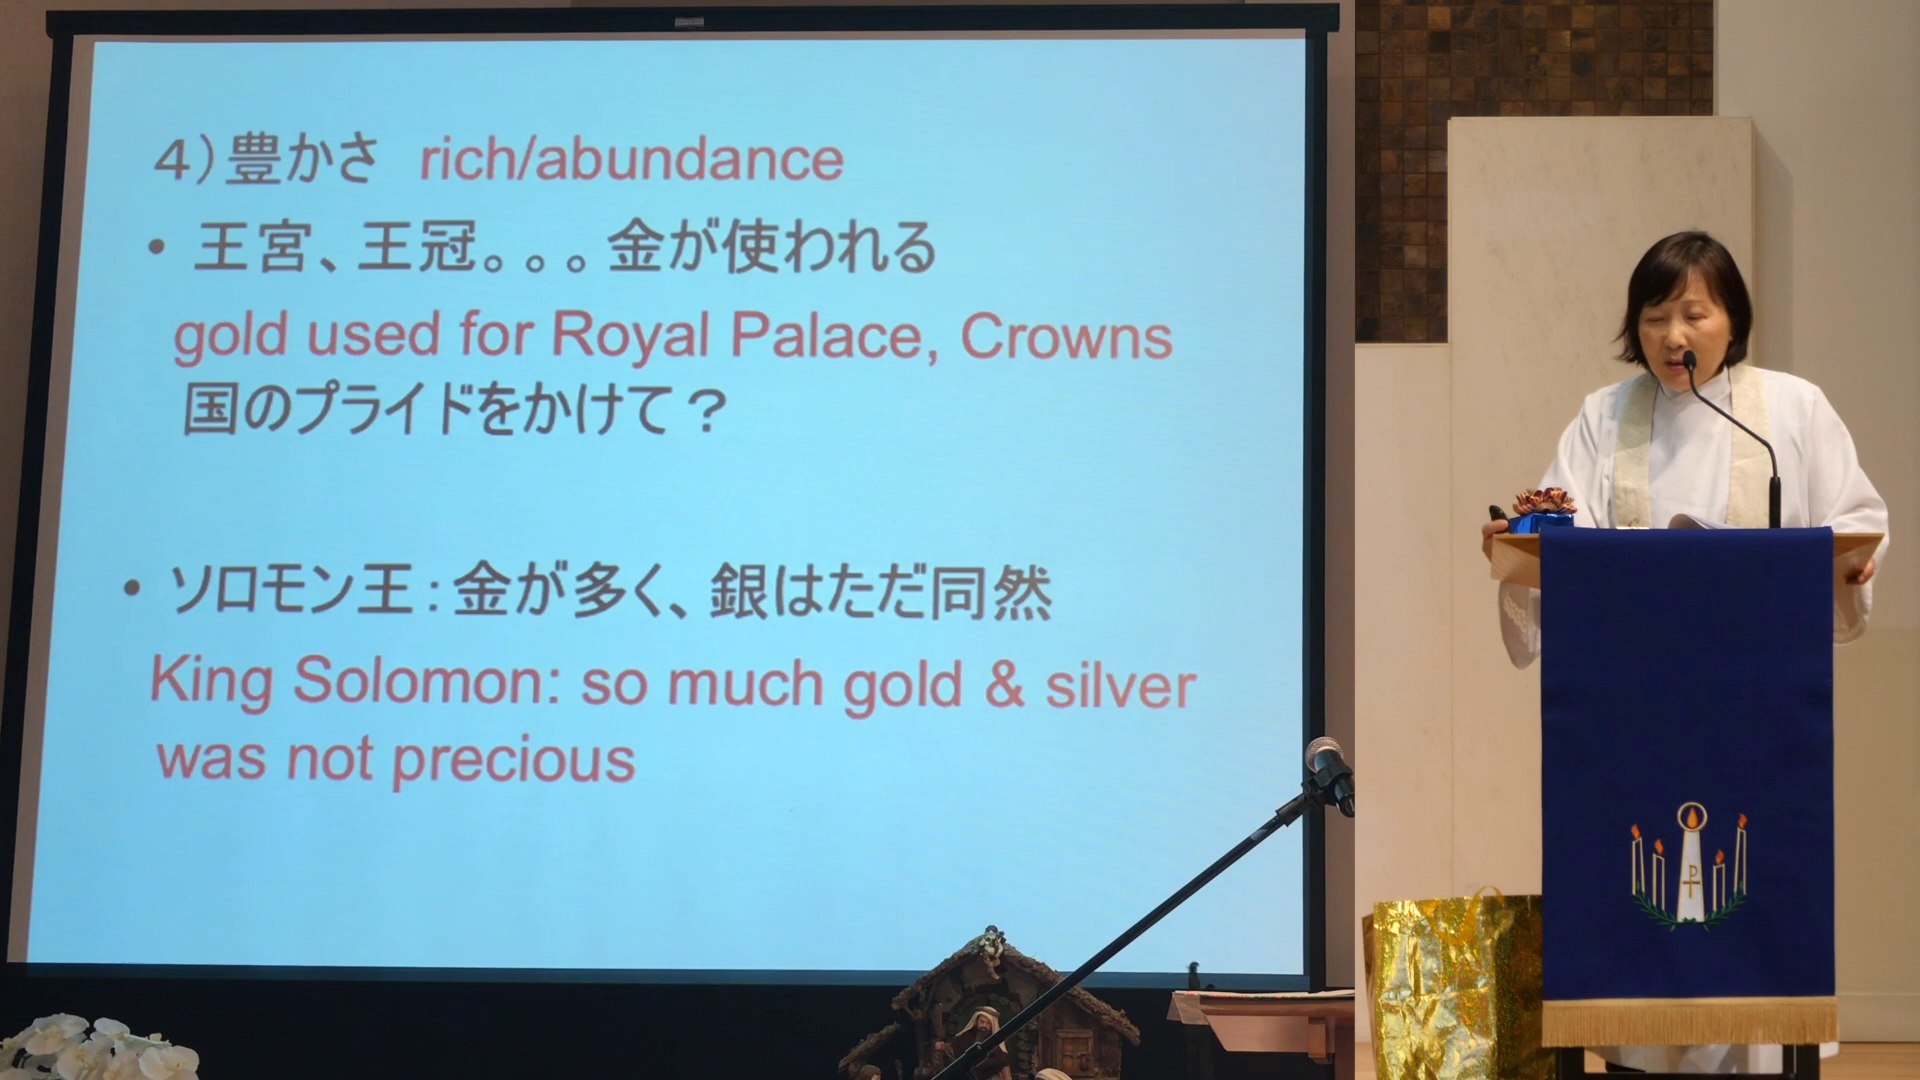 4）豊かさ rich/abundance
• 王宮、王冠。。。金が使われる
gold used for Royal Palace, Crowns
国のプライドをかけて？
• ソロモン王：金が多く、銀はただ同然
King Solomon: so much gold & silver
was not precious